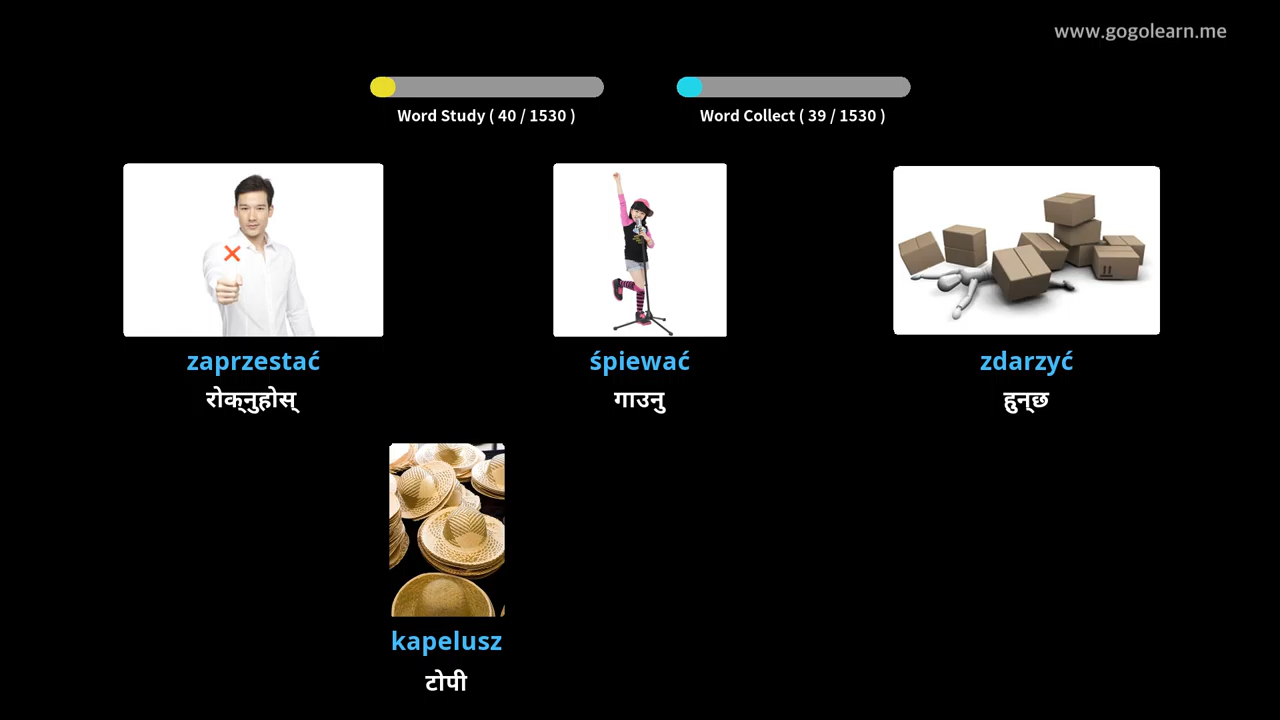 www.gogolearn.me
Word Study ( 40 / 1530 )
Word Collect ( 39 / 1530 )
zaprzestać
रोक्नुहोस्
śpiewać
गाउनु
zdarzyć
हुन्छ
kapelusz
टोपी